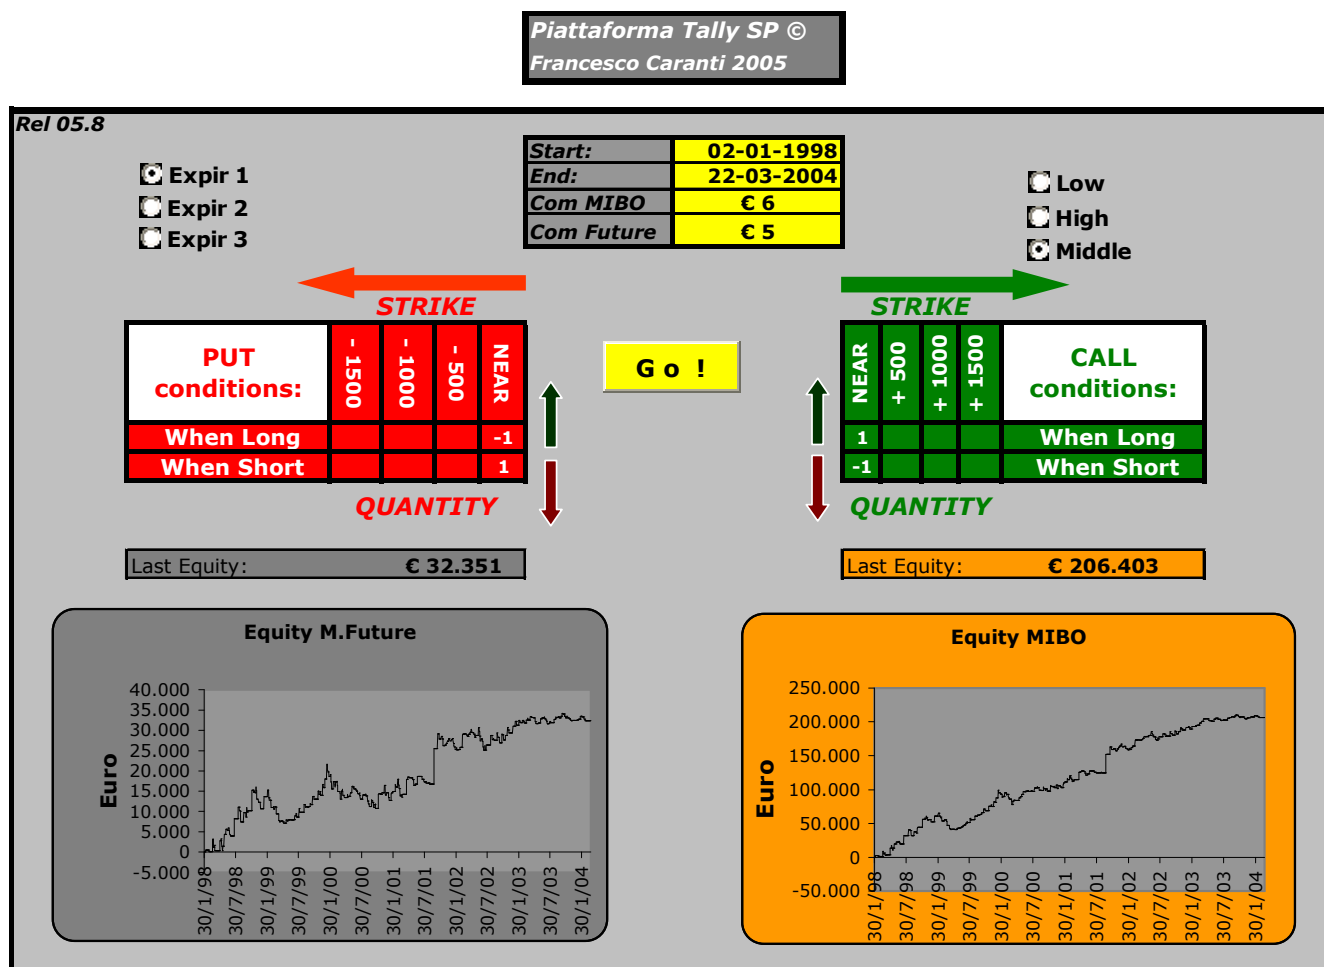 Piattaforma Tally SP ©
Francesco Caranti 2005
Rel 05.8
Expir 1
Expir 2
Expir 3
Start: 02-01-1998
End: 22-03-2004
Com MIBO € 6
Com Future € 5
Low
High
Middle
STRIKE
STRIKE
PUT conditions: - 1500 - 1000 - 500 NEAR
When Long -1
When Short 1
QUANTITY
Go !
NEAR + 500 + 1000 + 1500 CALL conditions:
1 When Long
-1 When Short
QUANTITY
Last Equity: € 32.351
Last Equity: € 206.403
Equity M.Future
Euro
40.000
35.000
30.000
25.000
20.000
15.000
10.000
5.000
0
-5.000
30/1/98
30/7/98
30/1/99
30/7/99
30/1/00
30/7/00
30/1/01
30/7/01
30/1/02
30/7/02
30/1/03
30/7/03
30/1/04
Equity MIBO
Euro
250.000
200.000
150.000
100.000
50.000
0
-50.000
30/1/98
30/7/98
30/1/99
30/7/99
30/1/00
30/7/00
30/1/01
30/7/01
30/1/02
30/7/02
30/1/03
30/7/03
30/1/04